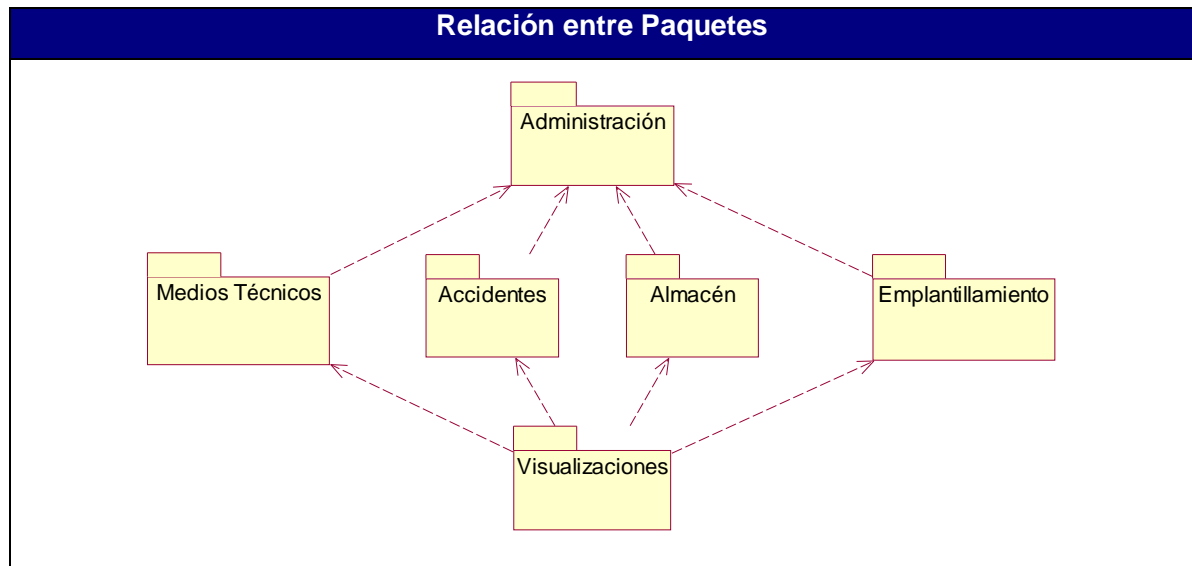 Relación entre Paquetes
Administración
Medios Técnicos
Accidentes
Almacén
Emplantillamiento
Visualizaciones